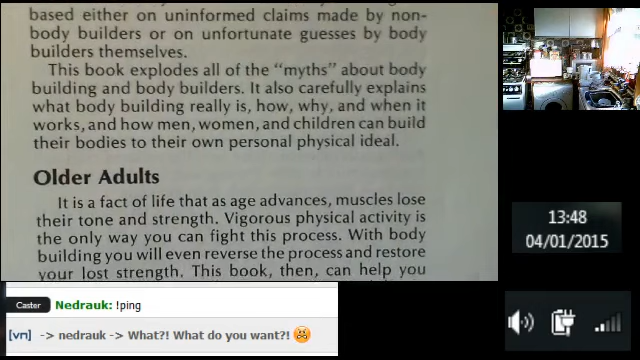 based either on uninformed claims made by non-
body builders or on unfortunate guesses by body
builders themselves.
This book explodes all of the “myths” about body
building and body builders. It also carefully explains
what body building really is, how, why, and when it
works, and how men, women, and children can build
their bodies to their own personal physical ideal.
Older Adults
It is a fact of life that as age advances, muscles lose
their tone and strength. Vigorous physical activity is
the only way you can fight this process. With body
building you will even reverse the process and restore
your lost strength. This book, then, can help you
13:48
04/01/2015
Caster Nedrauk: !ping
[vn] -> nedrauk -> What?! What do you want?!